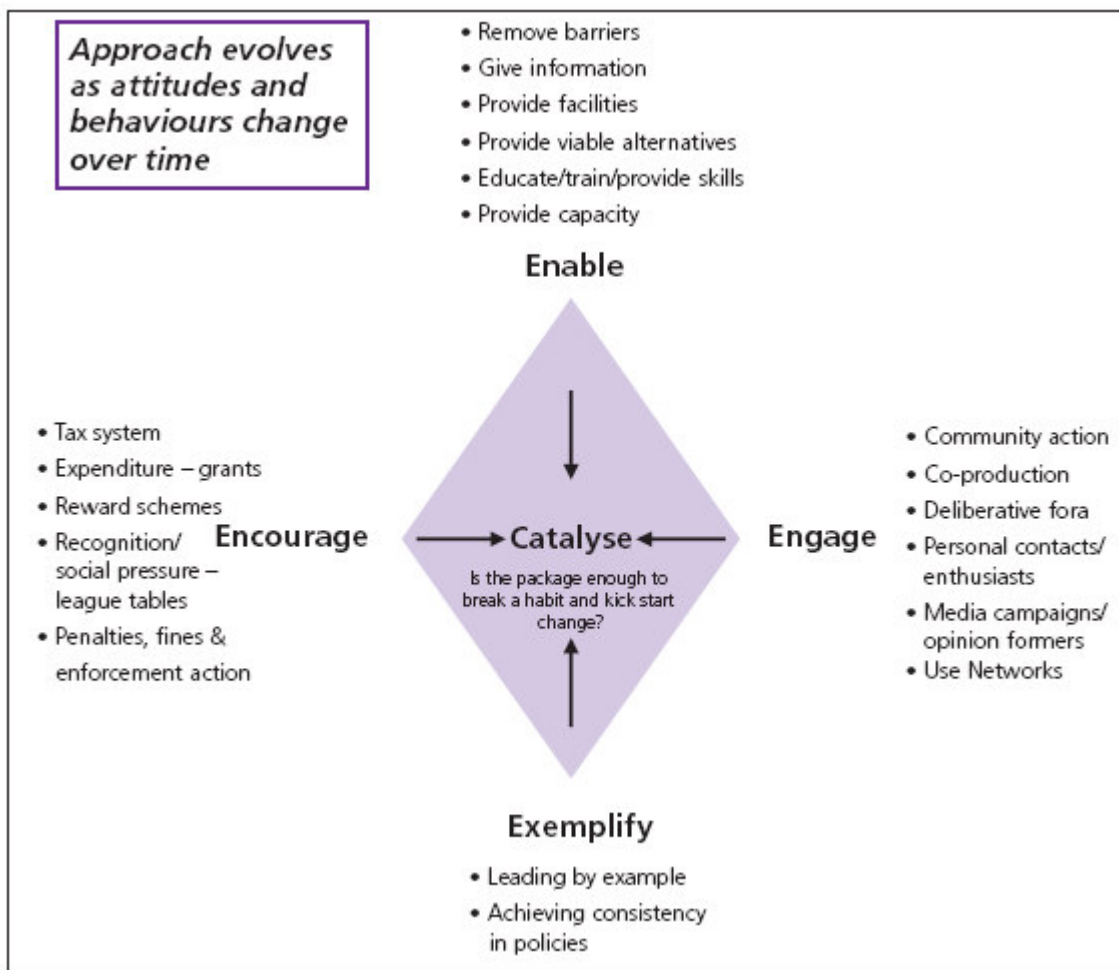 Approach evolves
as attitudes and
behaviours change
over time
• Remove barriers
• Give information
• Provide facilities
• Provide viable alternatives
• Educate/train/provide skills
• Provide capacity
Enable
• Tax system
• Expenditure – grants
• Reward schemes
• Recognition/
social pressure –
league tables
• Penalties, fines &
enforcement action
Encourage
Catalyse
Is the package enough to
break a habit and kick start
change?
Engage
• Community action
• Co-production
• Deliberative fora
• Personal contacts/
enthusiasts
• Media campaigns/
opinion formers
• Use Networks
Exemplify
• Leading by example
• Achieving consistency
in policies